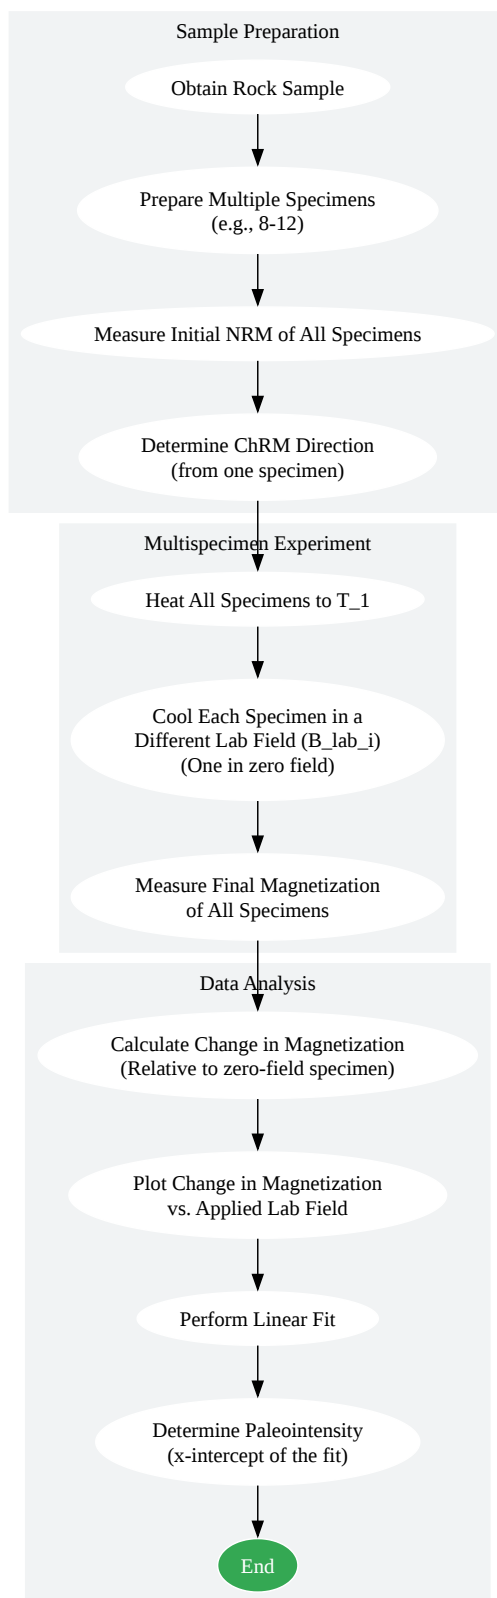 Sample Preparation
Obtain Rock Sample
Prepare Multiple Specimens
(e.g., 8-12)
Measure Initial NRM of All Specimens
Determine ChRM Direction
(from one specimen)
Multispecimen Experiment
Heat All Specimens to T_1
Cool Each Specimen in a
Different Lab Field (B_lab_i)
(One in zero field)
Measure Final Magnetization
of All Specimens
Data Analysis
Calculate Change in Magnetization
(Relative to zero-field specimen)
Plot Change in Magnetization
vs. Applied Lab Field
Perform Linear Fit
Determine Paleointensity
(x-intercept of the fit)
End